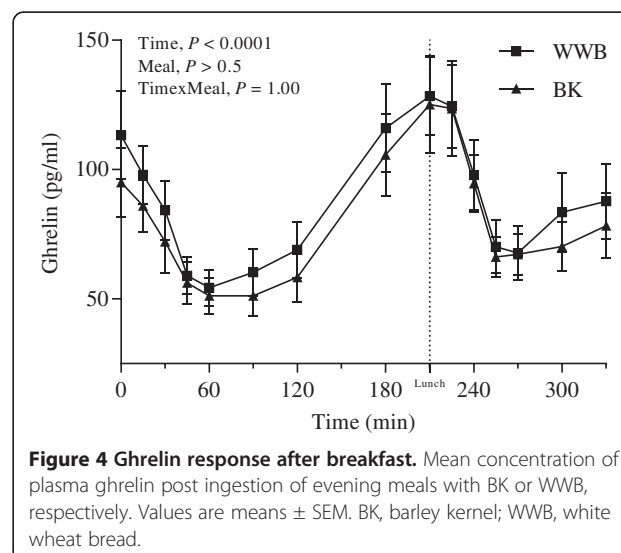 150
Time, P < 0.0001
Meal, P > 0.5
TimexMeal, P = 1.00
WWB
BK
100
50
Ghrelin (pg/ml)
0
60
120
180
Lunch
240
300
Time (min)
Figure 4 Ghrelin response after breakfast. Mean concentration of
plasma ghrelin post ingestion of evening meals with BK or WWB,
respectively. Values are means ± SEM. BK, barley kernel; WWB, white
wheat bread.